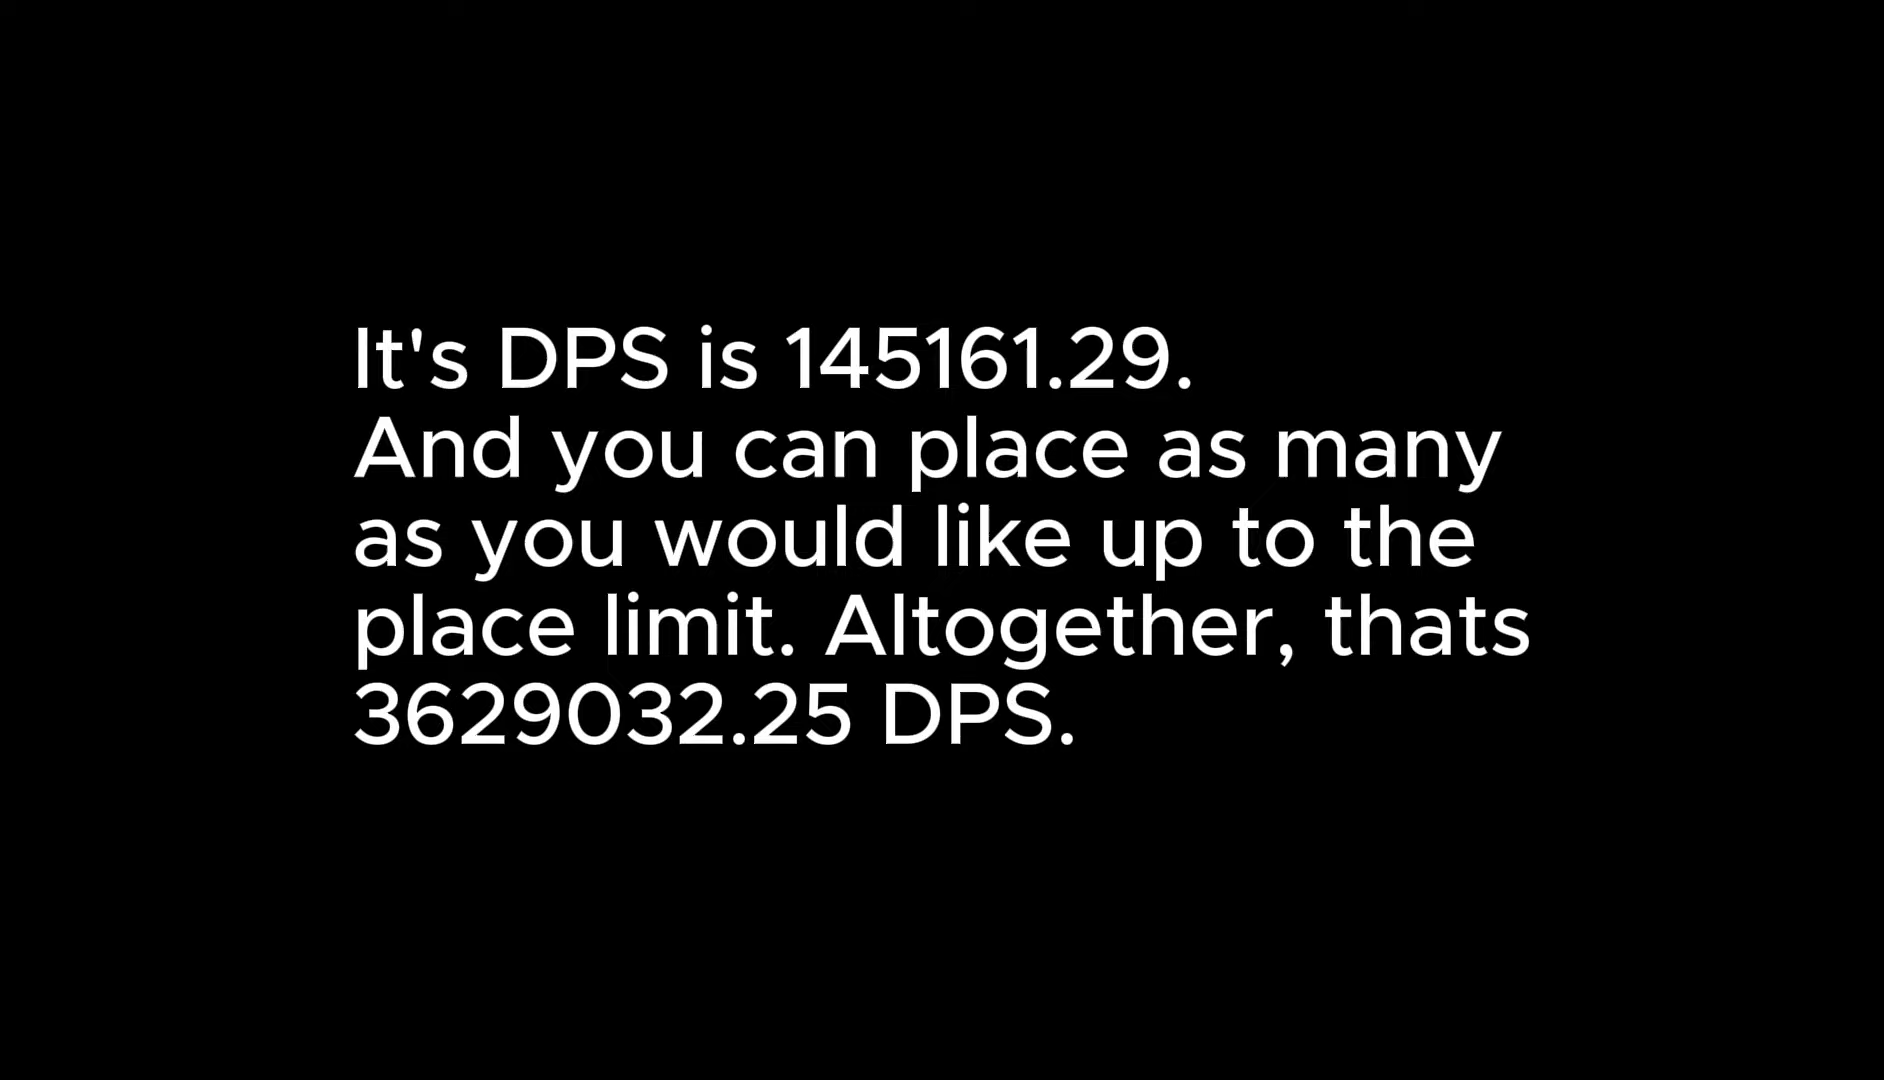 It's DPS is 145161.29.
And you can place as many
as you would like up to the
place limit. Altogether, thats
3629032.25 DPS.